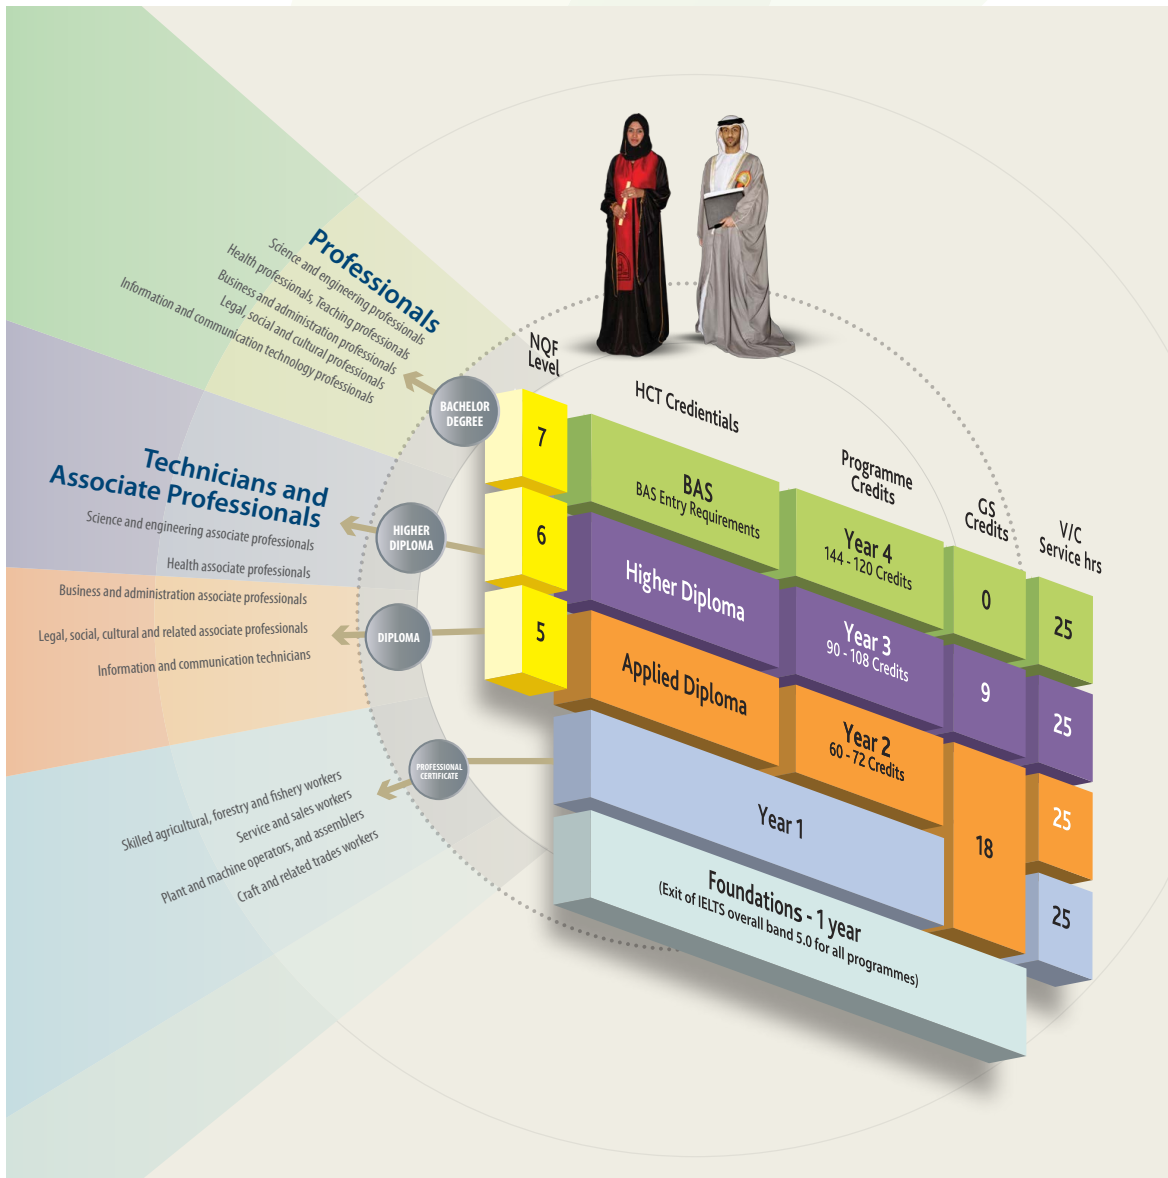 Professionals
Science and engineering professionals
Health professionals, Teaching professionals
Business and administration professionals
Legal, social and cultural professionals
Information and communication technology professionals
BACHELOR
DEGREE
Technicians and
Associate Professionals
Science and engineering associate professionals
Health associate professionals
Business and administration associate professionals
Legal, social, cultural and related associate professionals
Information and communication technicians
HIGHER
DIPLOMA
DIPLOMA
PROFESSIONAL
CERTIFICATE
Skilled agricultural, forestry and fishery workers
Service and sales workers
Plant and machine operators, and assemblers
Craft and related trades workers
NQF
Level
HCT Credientials
Programme
Credits
GS
Credits
V/C
Service hrs
7
BAS
BAS Entry Requirements
Year 4
144 - 120 Credits
0
25
6
Higher Diploma
Year 3
90 - 108 Credits
9
25
5
Applied Diploma
Year 2
60 - 72 Credits
18
25
Year 1
25
Foundations - 1 year
(Exit of IELTS overall band 5.0 for all programmes)